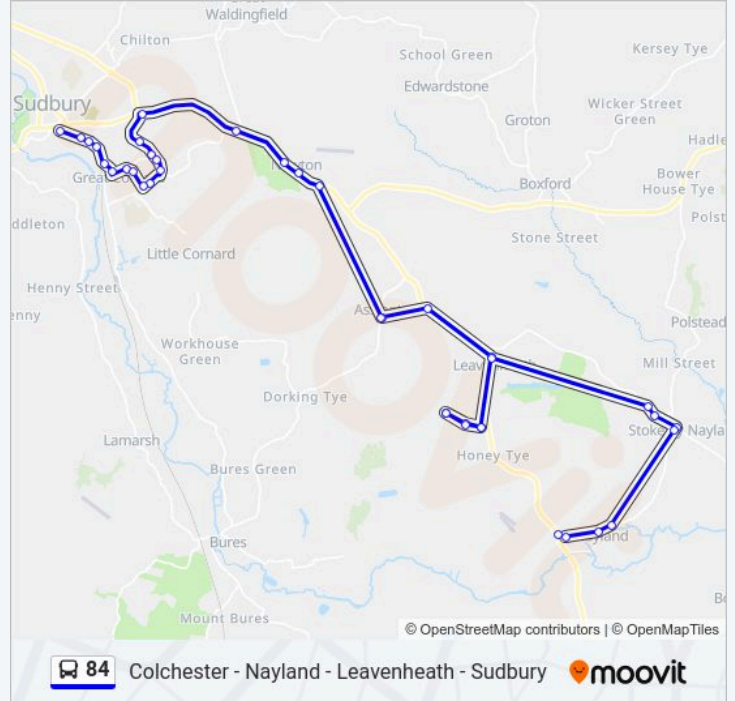 Great
Waldingfield
Chilton
School Green
Kersey Tye
Edwardstone
Sudbury
Wicker Street
Green
Groton
Hadle
Bower
House Tye
Boxford
Polst
ddleton
Stone Street
Little Cornard
Henny Street
enny
Polstead
Workhouse
Green
Mill Street
Dorking Tye
Lamarsh
Honey Tye
Bures Green
Bures
Mount Bures
© OpenStreetMap contributors | © OpenMapTiles
84
Colchester - Nayland - Leavenheath - Sudbury
moovit